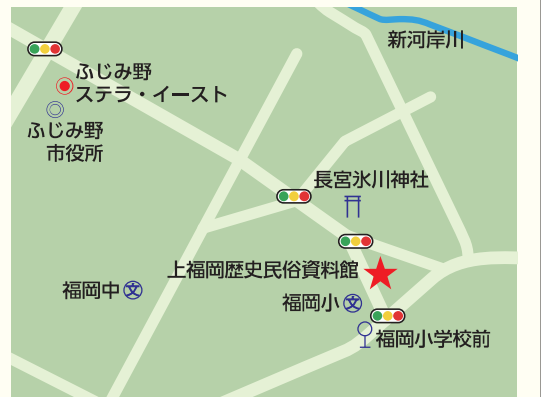 新河岸川
ふじみ野
ステラ・イースト
ふじみ野
市役所
長宮氷川神社
上福岡歴史民俗資料館
福岡中
文
福岡小
文
福岡小学校前